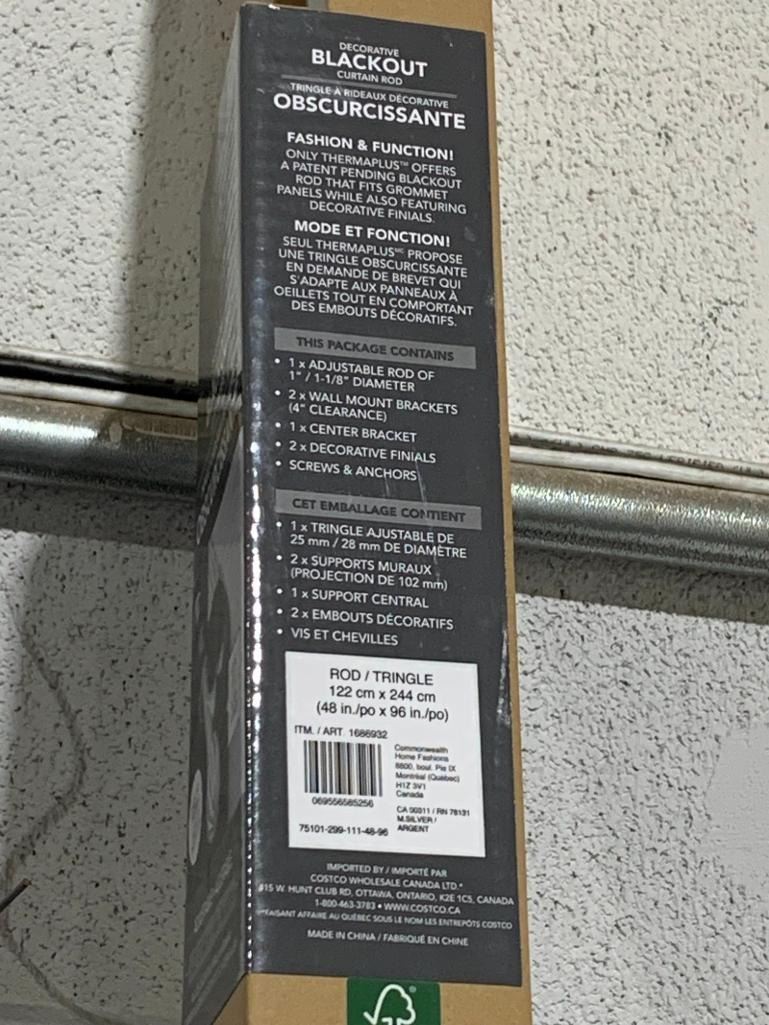 DECORATIVE
BLACKOUT
CURTAIN ROD
TRINGLE À RIDEAUX DÉCORATIVE
OBSCURCISSANTE
FASHION & FUNCTION!
ONLY THERMAPLUS™ OFFERS
A PATENT PENDING BLACKOUT
ROD THAT FITS GROMMET
PANELS WHILE ALSO FEATURING
DECORATIVE FINIALS.
MODE ET FONCTION!
SEUL THERMAPLUS MC PROPOSE
UNE TRINGLE OBSCURCISSANTE
EN DEMANDE DE BREVET QUI
S'ADAPTE AUX PANNEAUX À
OEILLETS TOUT EN COMPORTANT
DES EMBOUTS DÉCORATIFS.
THIS PACKAGE CONTAINS
• 1 x ADJUSTABLE ROD OF
1" / 1-1/8" DIAMETER
• 2 x WALL MOUNT BRACKETS
(4" CLEARANCE)
• 1 x CENTER BRACKET
• 2 x DECORATIVE FINIALS
• SCREWS & ANCHORS
CET EMBALLAGE CONTIENT
• 1 x TRINGLE AJUSTABLE DE
25 mm / 28 mm DE DIAMÈTRE
• 2 x SUPPORTS MURAUX
(PROJECTION DE 102 mm)
• 1 x SUPPORT CENTRAL
• 2 x EMBOUTS DÉCORATIFS
• VIS ET CHEVILLES
ROD / TRINGLE
122 cm x 244 cm
(48 in./po x 96 in./po)
ITM. / ART. 1686932
Commonwealth
Home Fashions
8800, boul. Pie IX
Montréal (Québec)
H1Z 3V1
Canada
069556585256
CA 00311 / RN 78131
M.SILVER /
ARGENT
75101-299-111-48-96
IMPORTED BY / IMPORTÉ PAR
COSTCO WHOLESALE CANADA LTD.*
415 W. HUNT CLUB RD, OTTAWA, ONTARIO, K2E 1C5, CANADA
1-800-463-3783 • WWW.COSTCO.CA
*FAISANT AFFAIRE AU QUÉBEC SOUS LE NOM LES ENTREPÔTS COSTCO
MADE IN CHINA / FABRIQUÉ EN CHINE